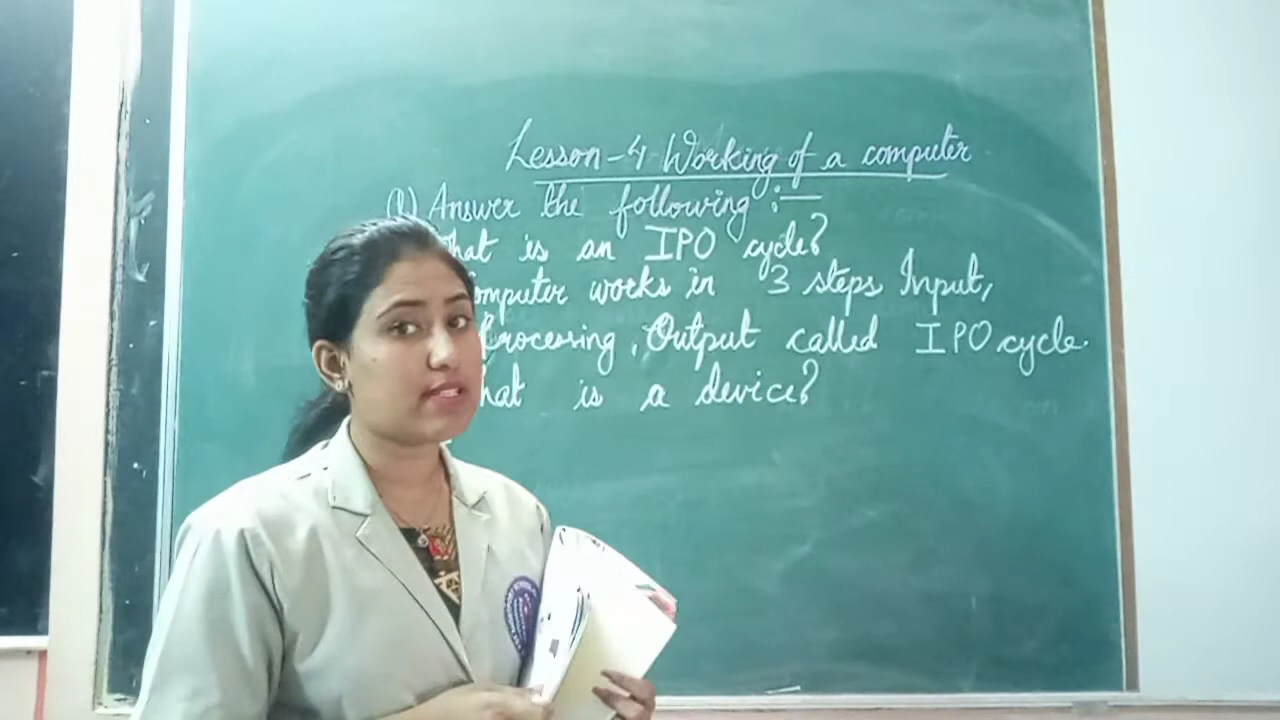 Lesson-4 Working of a computer
Q) Answer the following :—
hat is an IPO cycle?
omputer works in 3 steps Input,
Processing, Output called IPO cycle.
hat is a device?